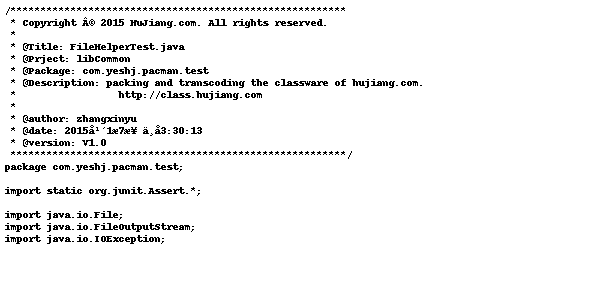 /********************************************************
 * Copyright Â© 2015 HuJiang.com. All rights reserved.
 *
 * @Title: FileHelperTest.java
 * @Prject: libCommon
 * @Package: com.yeshj.pacman.test
 * @Description: packing and transcoding the classware of hujiang.com.
 *                 http://class.hujiang.com
 *
 * @author: zhangxinyu
 * @date: 2015å¹´1æ7æ¥ ä¸å3:30:13
 * @version: V1.0
 ********************************************************/
package com.yeshj.pacman.test;

import static org.junit.Assert.*;

import java.io.File;
import java.io.FileOutputStream;
import java.io.IOException;